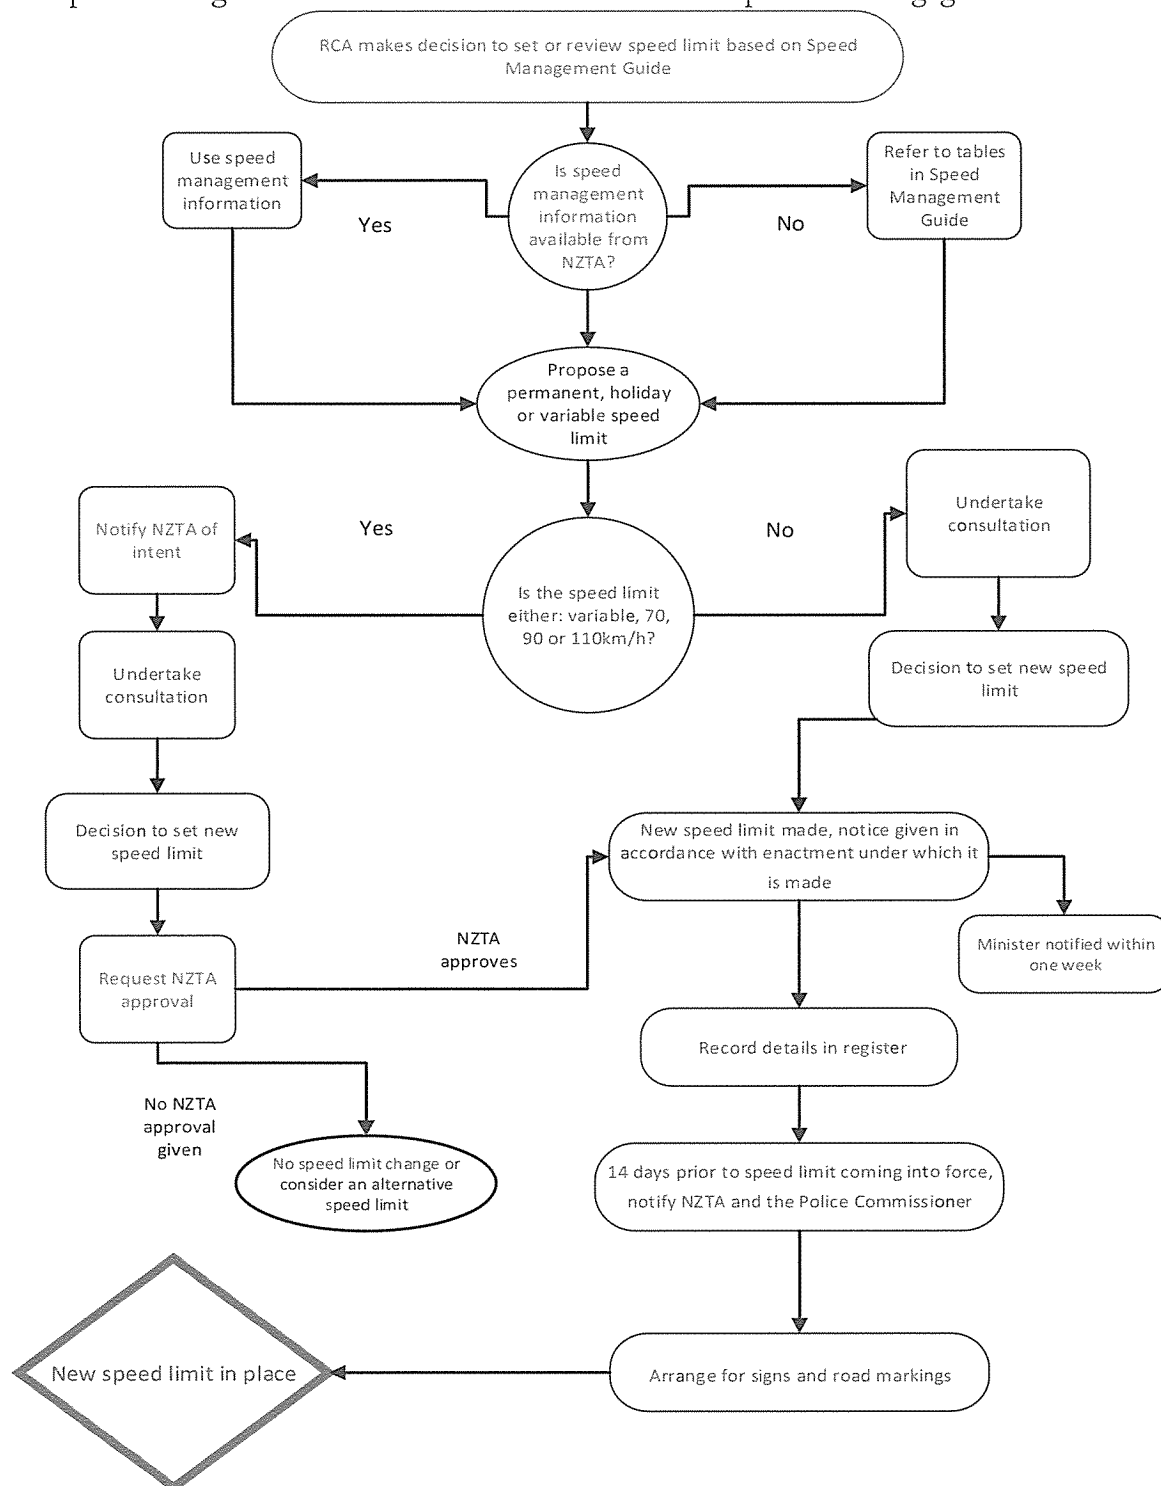 RCA makes decision to set or review speed limit based on Speed
Management Guide
Use speed
management
information
Is speed
management
information
available from
NZTA?
Refer to tables
in Speed
Management
Guide
Yes
No
Propose a
permanent, holiday
or variable speed
limit
Notify NZTA of
intent
Yes
No
Undertake
consultation
Is the speed limit
either: variable, 70,
90 or 110km/h?
Undertake
consultation
Decision to set new speed
limit
Decision to set new
speed limit
New speed limit made, notice given in
accordance with enactment under which it
is made
NZTA
approves
Minister notified within
one week
Request NZTA
approval
Record details in register
No NZTA
approval
given
No speed limit change or
consider an alternative
speed limit
14 days prior to speed limit coming into force,
notify NZTA and the Police Commissioner
New speed limit in place
Arrange for signs and road markings